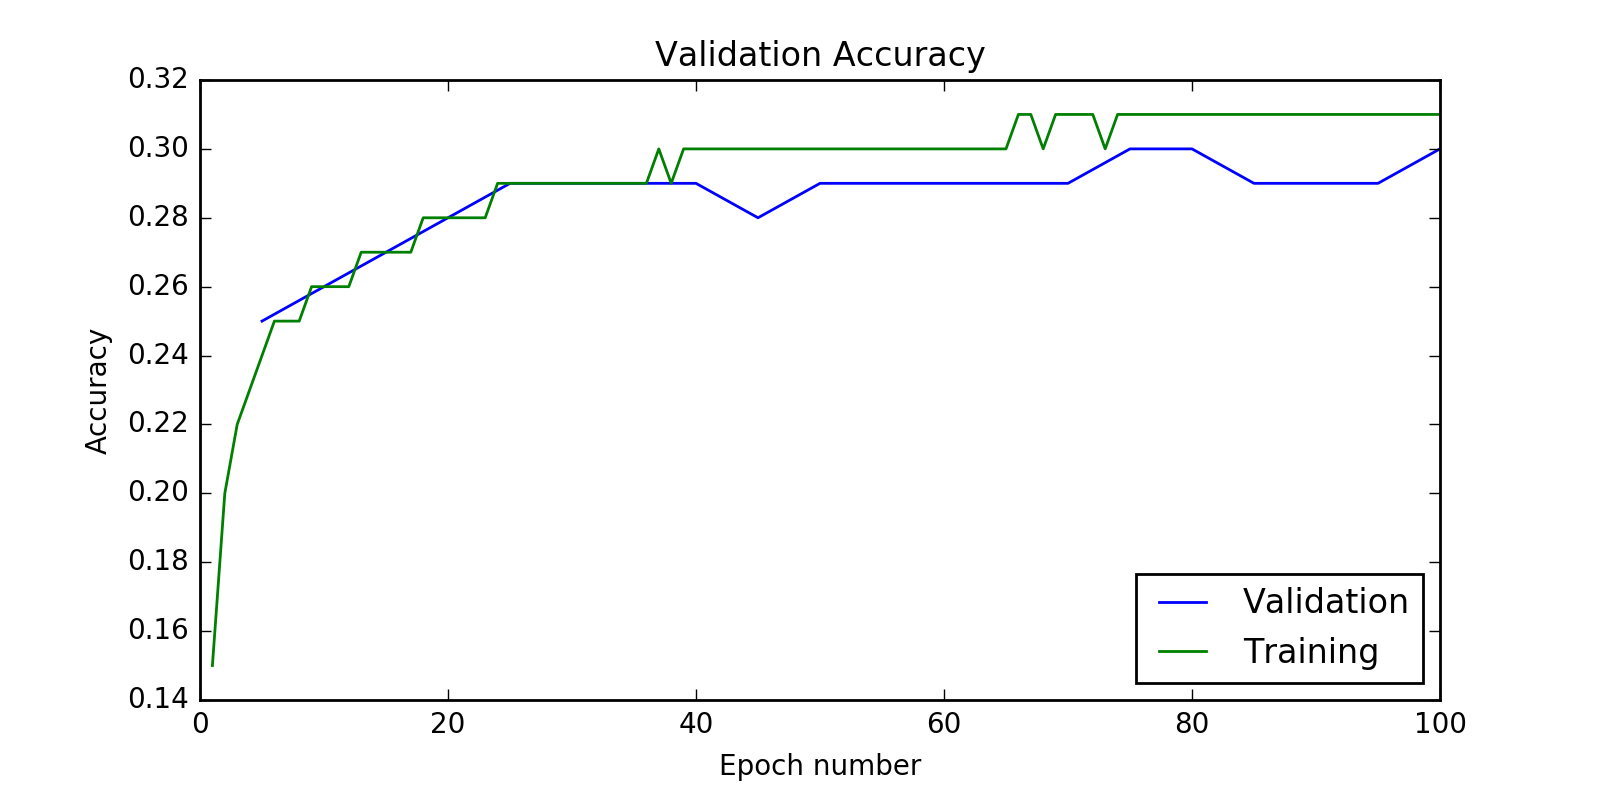 Validation Accuracy
0.32
0.30
0.28
0.26
0.24
0.22
0.20
0.18
0.16
0.14
Accuracy
0 20 40 60 80 100
Epoch number
Validation
Training